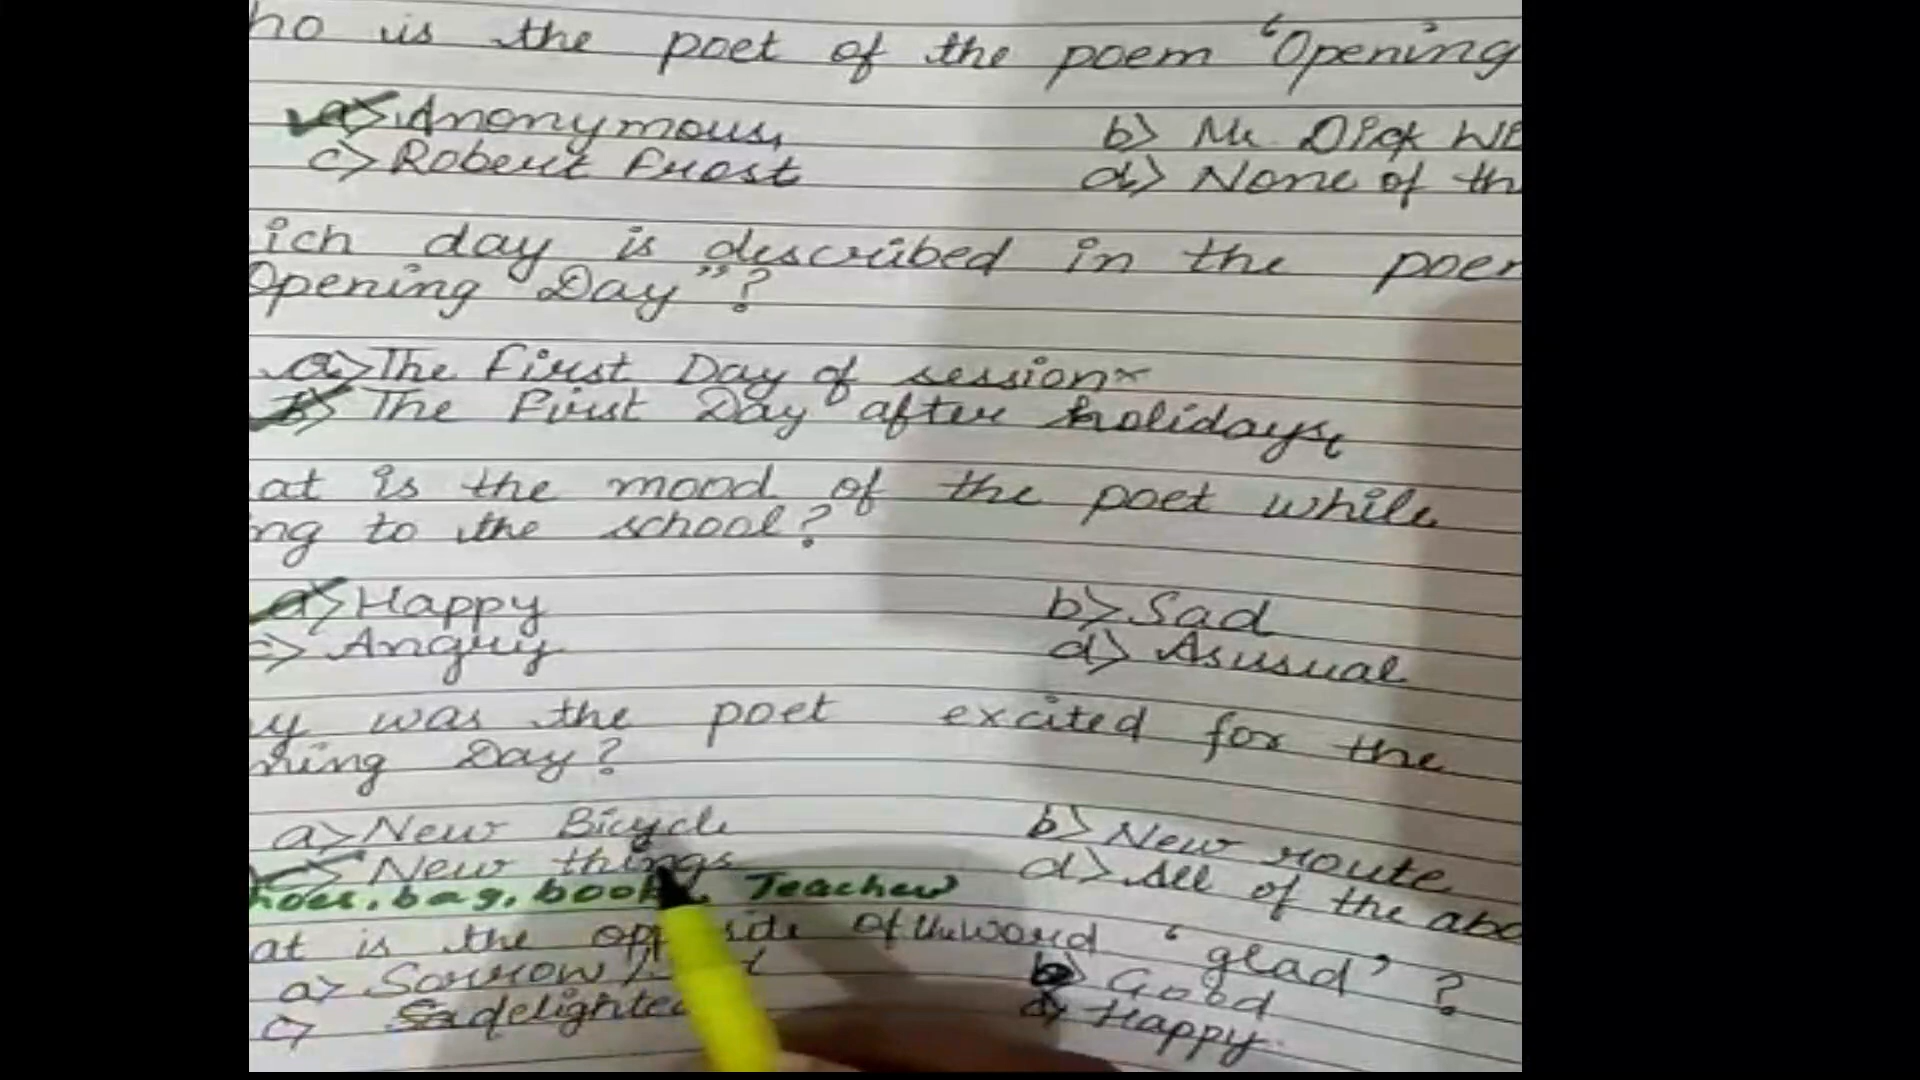 ho is the poet of the poem 'Opening
a> Anonymous b> Mr. Dick
c> Robert Frost d> None of th
ich day is described in the poem
Opening Day"?
a> The First Day of session
b> The First Day after holidays
at is the mood of the poet while
ng to the school?
a> Happy b> Sad
c> Angry d> Asusual
y was the poet excited for the
ning Day?
a> New Bicycle b> New route
New things d> All of the abo
hoes, bag, book, Teacher
at is the of the word 'glad'?
a> Sorrow b> Good
c> delighted d> Happy